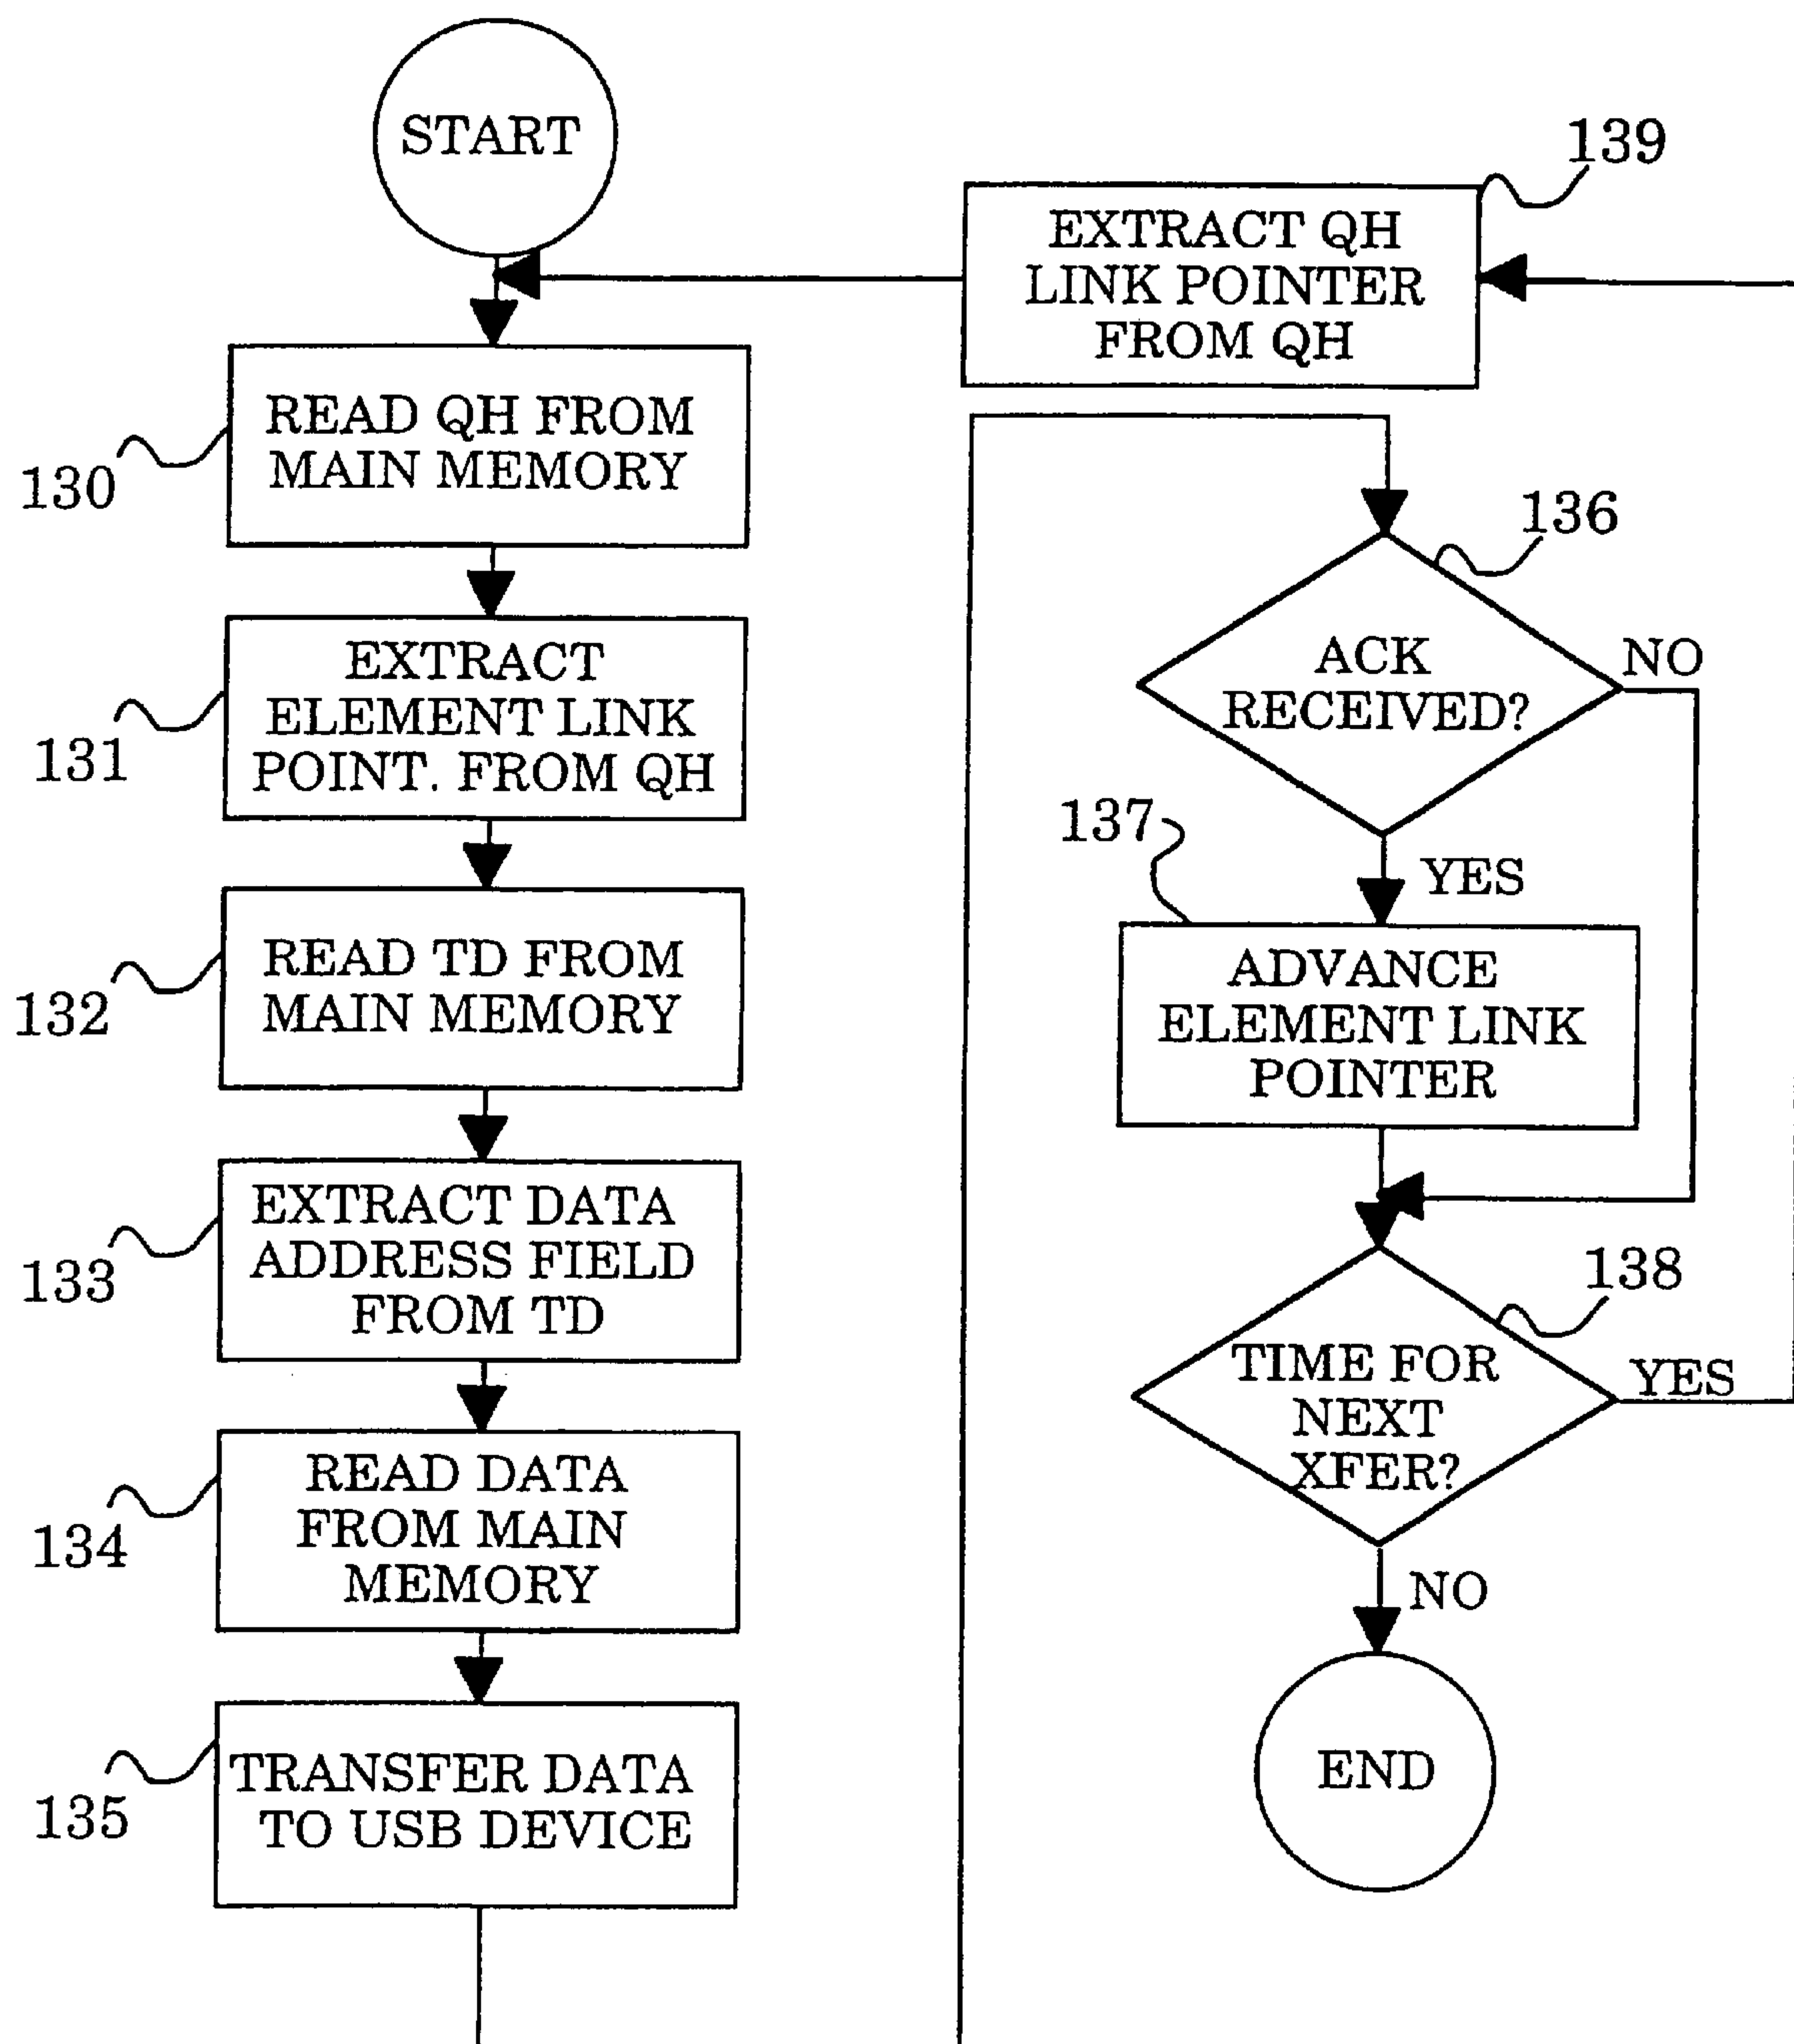 START
READ QH FROM
MAIN MEMORY
130
EXTRACT
ELEMENT LINK
POINT. FROM QH
131
READ TD FROM
MAIN MEMORY
132
EXTRACT DATA
ADDRESS FIELD
FROM TD
133
READ DATA
FROM MAIN
MEMORY
134
TRANSFER DATA
TO USB DEVICE
135
139
EXTRACT QH
LINK POINTER
FROM QH
136
ACK
RECEIVED?
NO
YES
137
ADVANCE
ELEMENT LINK
POINTER
138
TIME FOR
NEXT
XFER?
YES
NO
END